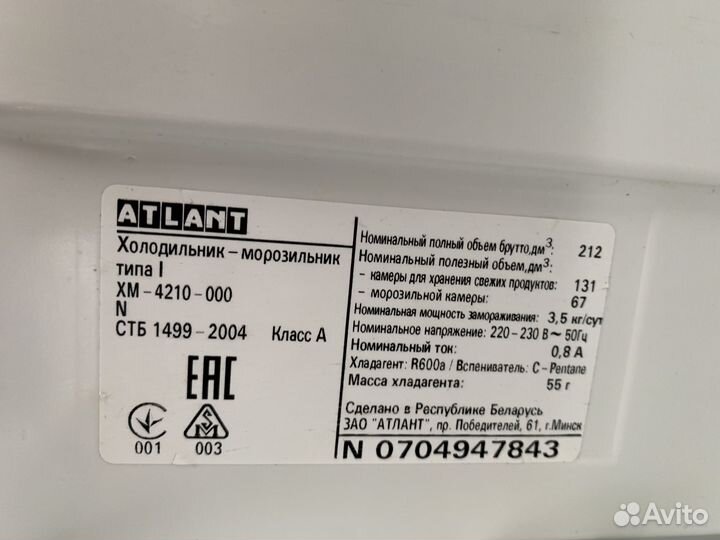 ATLANT
Холодильник – морозильник
типа I
ХМ – 4210 – 000
N
СТБ 1499 – 2004 Класс А
EAC
001 003
Номинальный полный объем брутто,дм³: 212
Номинальный полезный объем,дм³:
– камеры для хранения свежих продуктов: 131
– морозильной камеры: 67
Номинальная мощность замораживания: 3,5 кг/сут
Номинальное напряжение: 220 – 230 В ~ 50Гц
Номинальный ток: 0,8 А
Хладагент: R600a / Вспениватель: C – Pentane
Масса хладагента: 55 г
Сделано в Республике Беларусь
ЗАО "АТЛАНТ", пр. Победителей, 61, г.Минск
N 0704947843
Avito